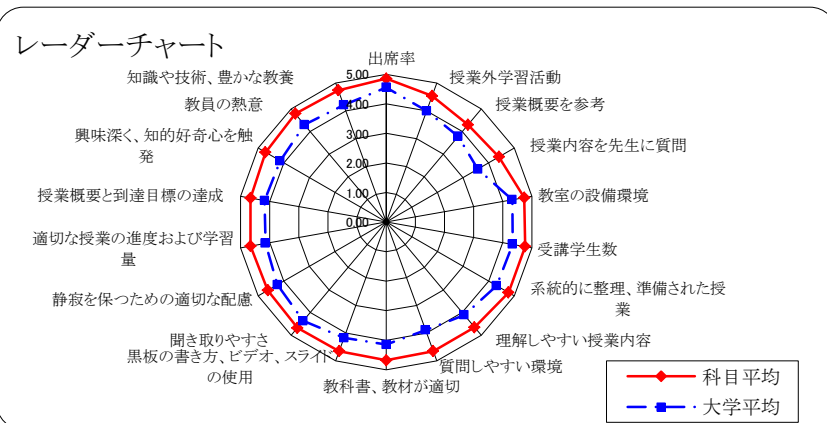 レーダーチャート
出席率
授業外学習活動
授業概要を参考
授業内容を先生に質問
教室の設備環境
受講学生数
系統的に整理、準備された授
業
理解しやすい授業内容
質問しやすい環境
教科書、教材が適切
黒板の書き方、ビデオ、スライド
の使用
聞き取りやすさ
静寂を保つための適切な配慮
適切な授業の進度および学習
量
授業概要と到達目標の達成
興味深く、知的好奇心を触
発
教員の熱意
知識や技術、豊かな教養
5.00
4.00
3.00
2.00
1.00
0.00
科目平均
大学平均